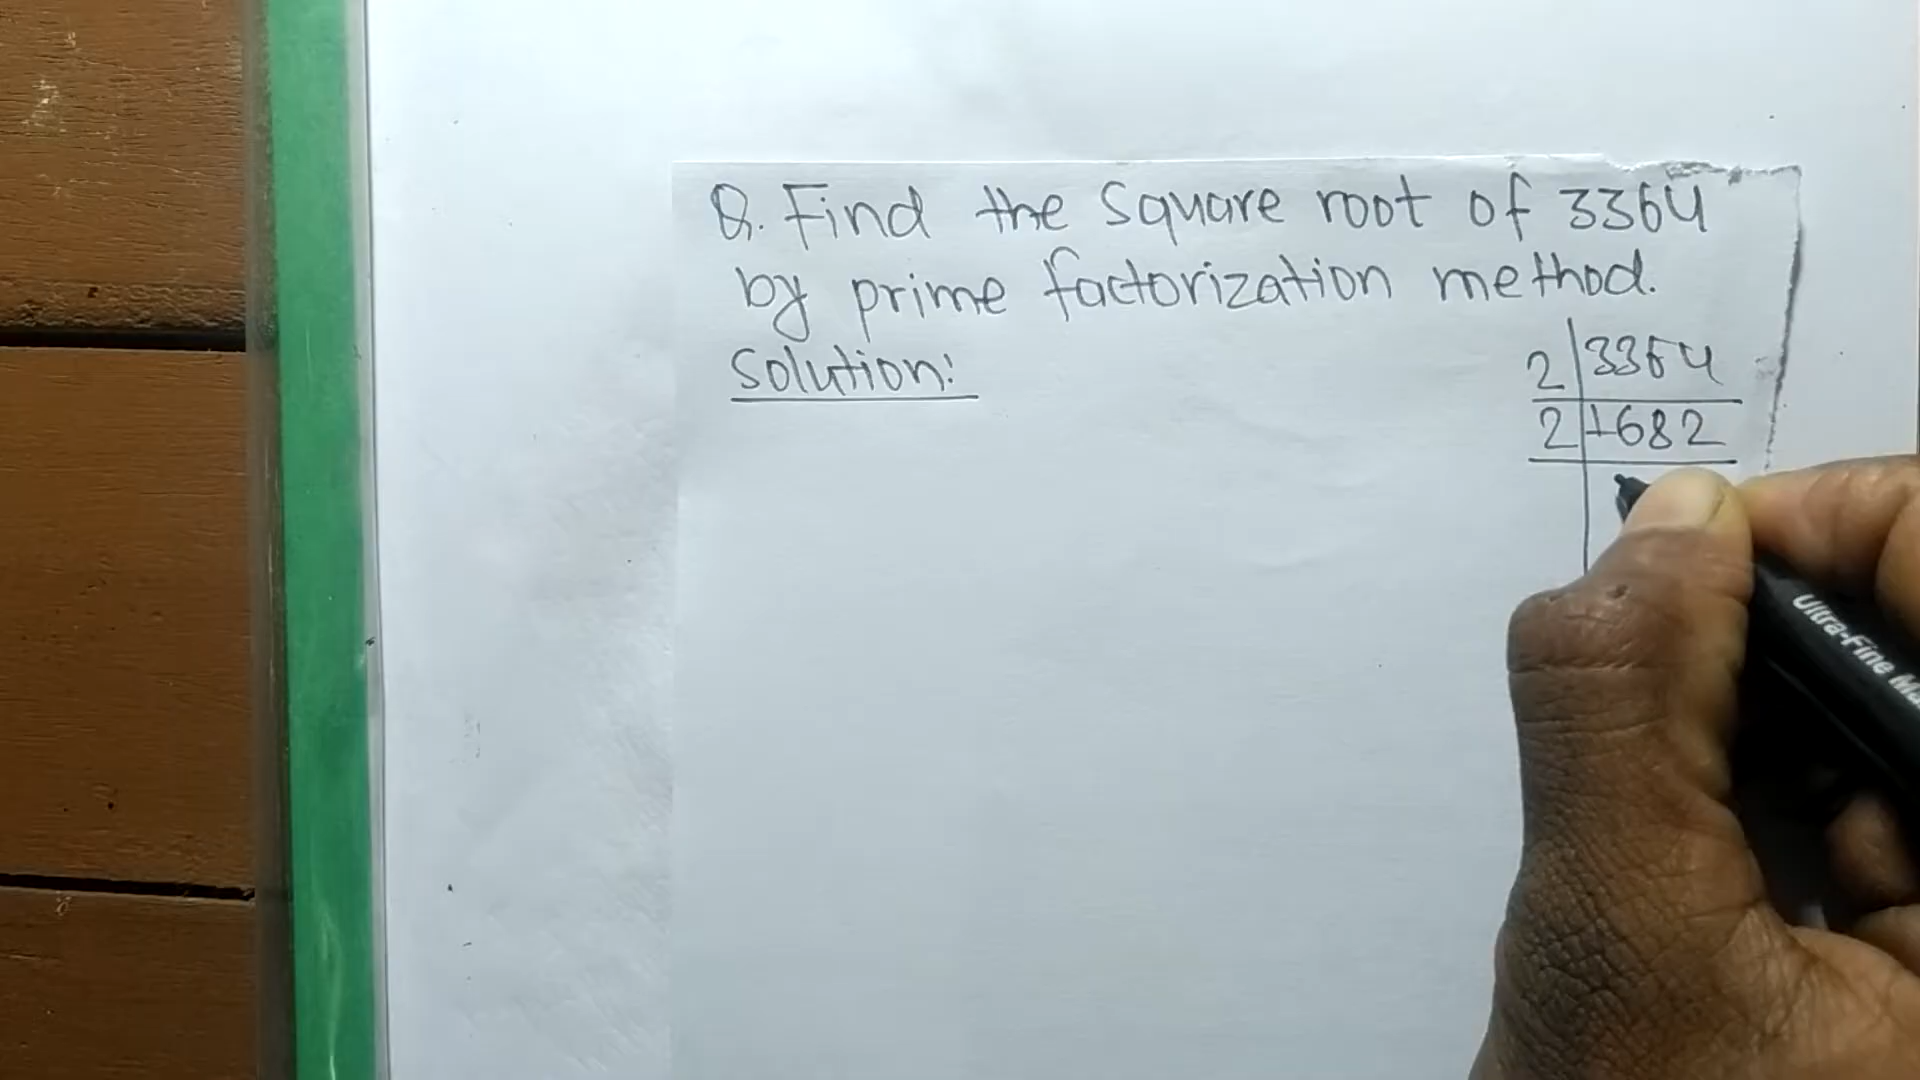 Q. Find the square root of 3364
by prime factorization method.
Solution:
2 3364
2 1682
Ultra-Fine